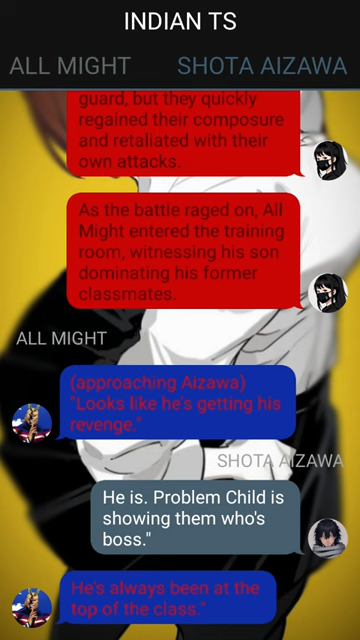 INDIAN TS
ALL MIGHT SHOTA AIZAWA
guard, but they quickly
regained their composure
and retaliated with their
own attacks.
As the battle raged on, All
Might entered the training
room, witnessing his son
dominating his former
classmates.
ALL MIGHT
(approaching Aizawa)
"Looks like he's getting his
revenge."
SHOTA AIZAWA
He is. Problem Child is
showing them who's
boss."
He's always been at the
top of the class."